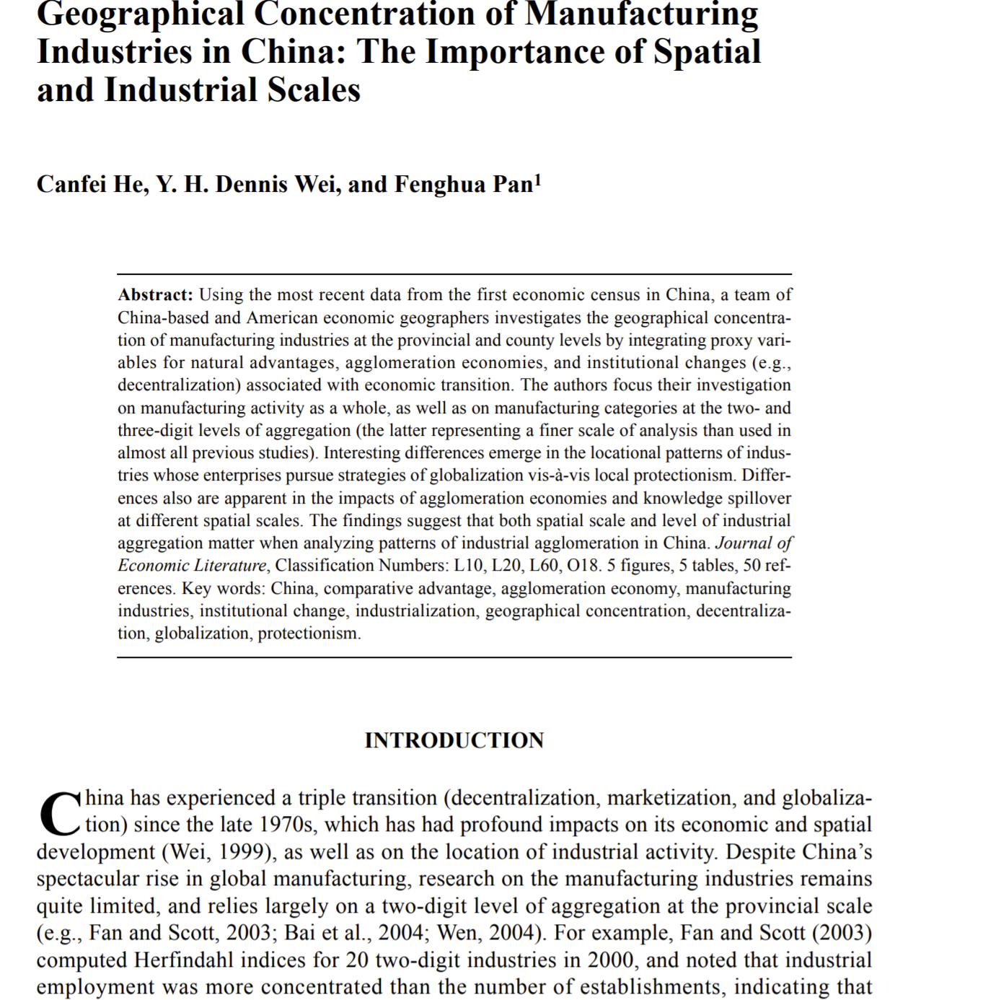 Geographical Concentration of Manufacturing
Industries in China: The Importance of Spatial
and Industrial Scales
Canfei He, Y. H. Dennis Wei, and Fenghua Pan¹
Abstract: Using the most recent data from the first economic census in China, a team of
China-based and American economic geographers investigates the geographical concentra-
tion of manufacturing industries at the provincial and county levels by integrating proxy vari-
ables for natural advantages, agglomeration economies, and institutional changes (e.g.,
decentralization) associated with economic transition. The authors focus their investigation
on manufacturing activity as a whole, as well as on manufacturing categories at the two- and
three-digit levels of aggregation (the latter representing a finer scale of analysis than used in
almost all previous studies). Interesting differences emerge in the locational patterns of indus-
tries whose enterprises pursue strategies of globalization vis-à-vis local protectionism. Differ-
ences also are apparent in the impacts of agglomeration economies and knowledge spillover
at different spatial scales. The findings suggest that both spatial scale and level of industrial
aggregation matter when analyzing patterns of industrial agglomeration in China. Journal of
Economic Literature, Classification Numbers: L10, L20, L60, O18. 5 figures, 5 tables, 50 ref-
erences. Key words: China, comparative advantage, agglomeration economy, manufacturing
industries, institutional change, industrialization, geographical concentration, decentraliza-
tion, globalization, protectionism.
INTRODUCTION
China has experienced a triple transition (decentralization, marketization, and globaliza-
tion) since the late 1970s, which has had profound impacts on its economic and spatial
development (Wei, 1999), as well as on the location of industrial activity. Despite China’s
spectacular rise in global manufacturing, research on the manufacturing industries remains
quite limited, and relies largely on a two-digit level of aggregation at the provincial scale
(e.g., Fan and Scott, 2003; Bai et al., 2004; Wen, 2004). For example, Fan and Scott (2003)
computed Herfindahl indices for 20 two-digit industries in 2000, and noted that industrial
employment was more concentrated than the number of establishments, indicating that